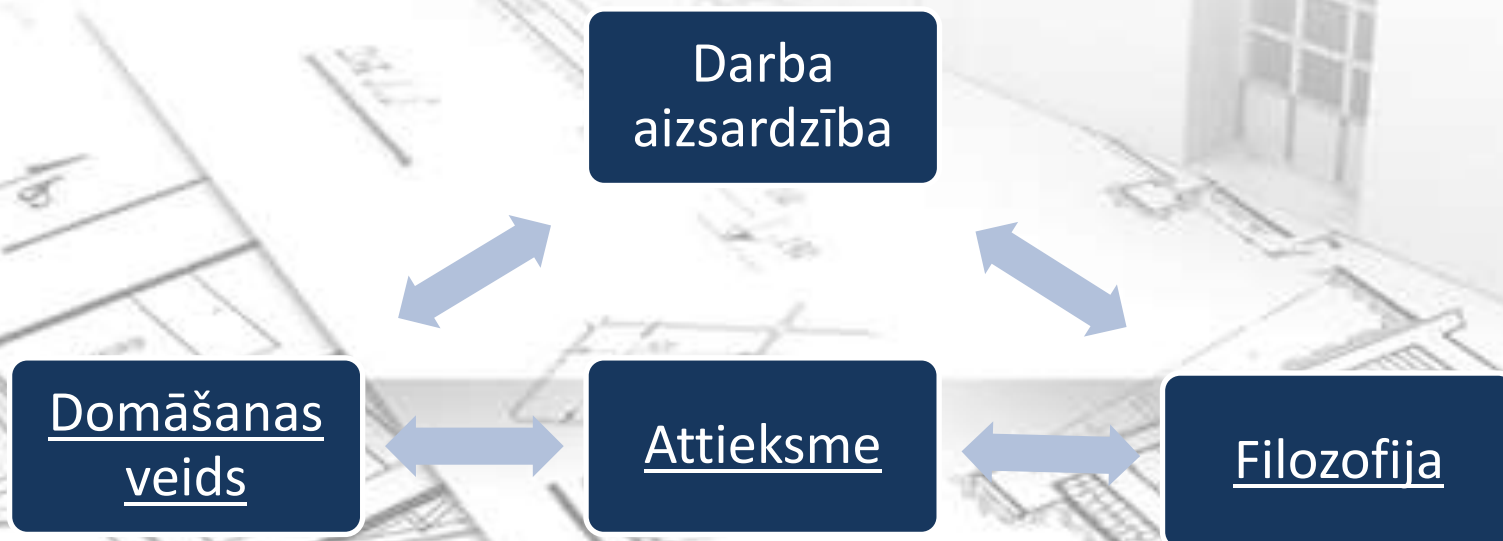 Darba
aizsardzība
Domāšanas
veids
Attieksme
Filozofija